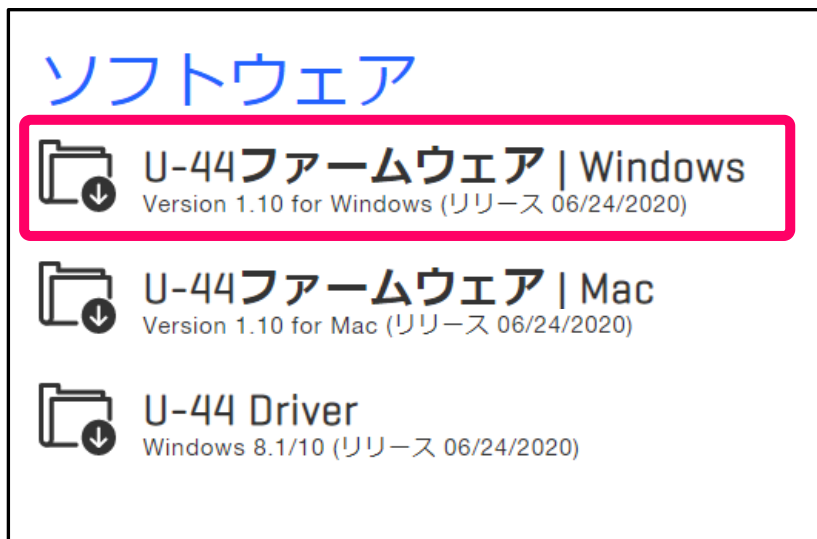 ソフトウェア
U-44ファームウェア | Windows
Version 1.10 for Windows (リリース 06/24/2020)
U-44ファームウェア | Mac
Version 1.10 for Mac (リリース 06/24/2020)
U-44 Driver
Windows 8.1/10 (リリース 06/24/2020)